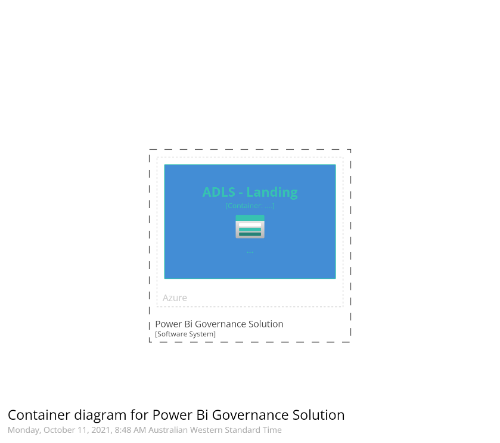 ADLS - Landing
[Container: ...]
...
Azure
Power Bi Governance Solution
[Software System]
Container diagram for Power Bi Governance Solution
Monday, October 11, 2021, 8:48 AM Australian Western Standard Time